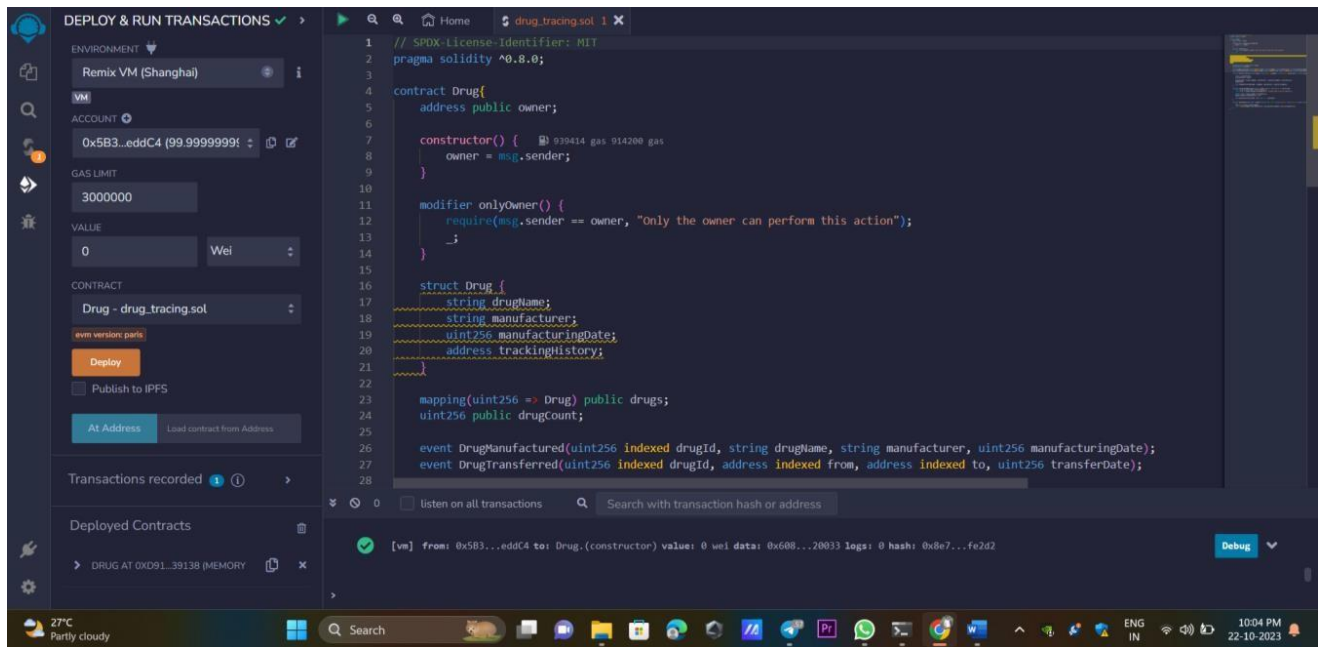 DEPLOY & RUN TRANSACTIONS
ENVIRONMENT
Remix VM (Shanghai)
VM
ACCOUNT
0x5B3...eddC4 (99.9999999
GAS LIMIT
3000000
VALUE
0 Wei
CONTRACT
Drug - drug_tracing.sol
evm version: paris
Deploy
Publish to IPFS
At Address Load contract from Address
Transactions recorded 1
Deployed Contracts
DRUG AT 0XD91...39138 (MEMORY
Home drug_tracing.sol 1
1 // SPDX-License-Identifier: MIT
2 pragma solidity ^0.8.0;
3
4 contract Drug{
5 address public owner;
6
7 constructor() { 939414 gas 914200 gas
8 owner = msg.sender;
9 }
10
11 modifier onlyOwner() {
12 require(msg.sender == owner, "Only the owner can perform this action");
13 _;
14 }
15
16 struct Drug {
17 string drugName;
18 string manufacturer;
19 uint256 manufacturingDate;
20 address trackingHistory;
21 }
22
23 mapping(uint256 => Drug) public drugs;
24 uint256 public drugCount;
25
26 event DrugManufactured(uint256 indexed drugId, string drugName, string manufacturer, uint256 manufacturingDate);
27 event DrugTransferred(uint256 indexed drugId, address indexed from, address indexed to, uint256 transferDate);
28
0 listen on all transactions Search with transaction hash or address
[vm] from: 0x5B3...eddC4 to: Drug.(constructor) value: 0 wei data: 0x608...20033 logs: 0 hash: 0x8e7...fe2d2
Debug
>
27°C
Partly cloudy
Search
Pr
W
ENG
IN
10:04 PM
22-10-2023